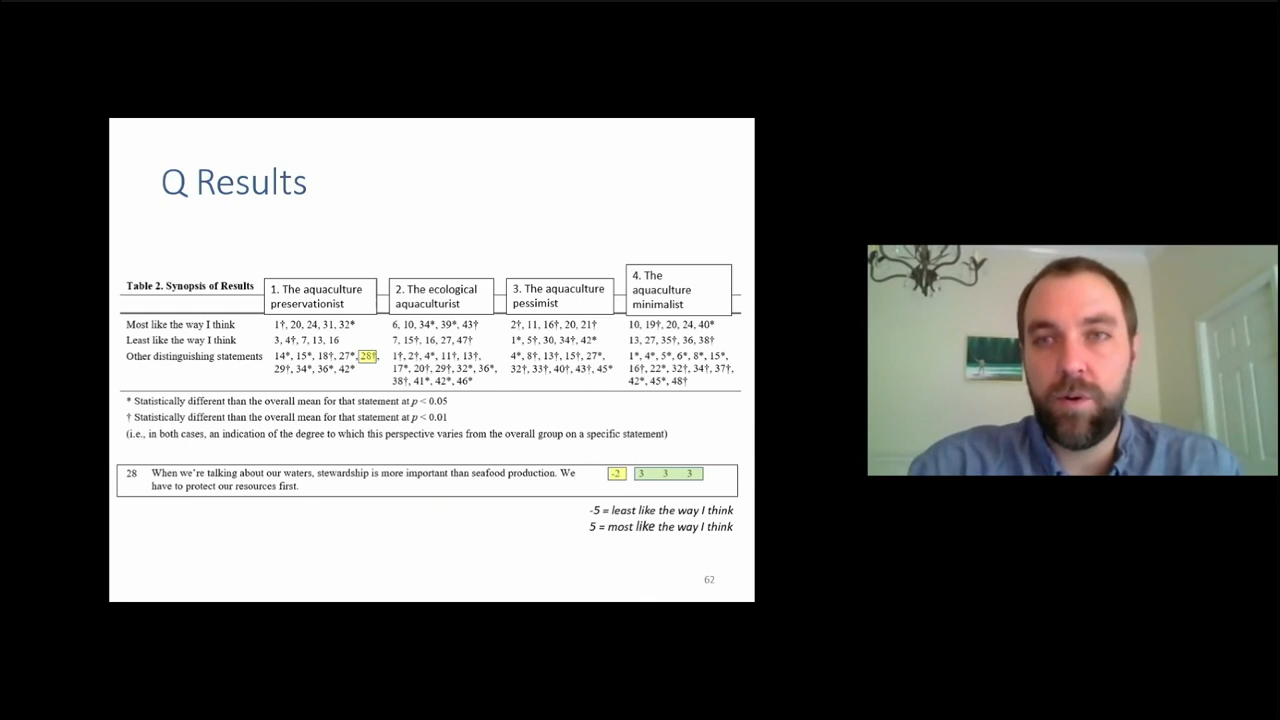 Q Results
Table 2. Synopsis of Results
1. The aquaculture
preservationist
2. The ecological
aquaculturist
3. The aquaculture
pessimist
4. The
aquaculture
minimalist
Most like the way I think 1†, 20, 24, 31, 32* 6, 10, 34*, 39*, 43† 2†, 11, 16†, 20, 21† 10, 19†, 20, 24, 40*
Least like the way I think 3, 4†, 7, 13, 16 7, 15†, 16, 27, 47† 1*, 5†, 30, 34†, 42* 13, 27, 35†, 36, 38†
Other distinguishing statements 14*, 15*, 18†, 27*, 28†, 1†, 2†, 4*, 11†, 13†, 4*, 8†, 13†, 15†, 27*, 1*, 4*, 5*, 6*, 8*, 15*,
29†, 34*, 36*, 42* 17*, 20†, 29†, 32*, 36*, 32†, 33†, 40†, 43†, 45* 16†, 22*, 32†, 34†, 37†,
38†, 41*, 42*, 46* 42*, 45*, 48†
* Statistically different than the overall mean for that statement at p < 0.05
† Statistically different than the overall mean for that statement at p < 0.01
(i.e., in both cases, an indication of the degree to which this perspective varies from the overall group on a specific statement)
28 When we're talking about our waters, stewardship is more important than seafood production. We -2 3 3 3
have to protect our resources first.
-5 = least like the way I think
5 = most like the way I think
62